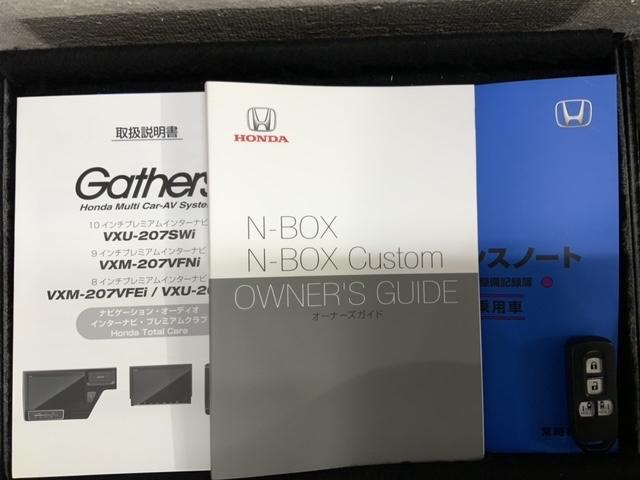 取扱説明書
Gathers
Honda Multi Car-AV System
10インチプレミアムインターナビ
VXU-207SWi
9インチプレミアムインターナビ
VXM-207VFNi
8インチプレミアムインターナビ
VXM-207VFEi / VXU-20
ナビゲーション・オーディオ
インターナビ・プレミアムクラブ
Honda Total Care
HONDA
N-BOX
N-BOX Custom
OWNER'S GUIDE
オーナーズガイド
ンスノート
整備記録簿
乗用車